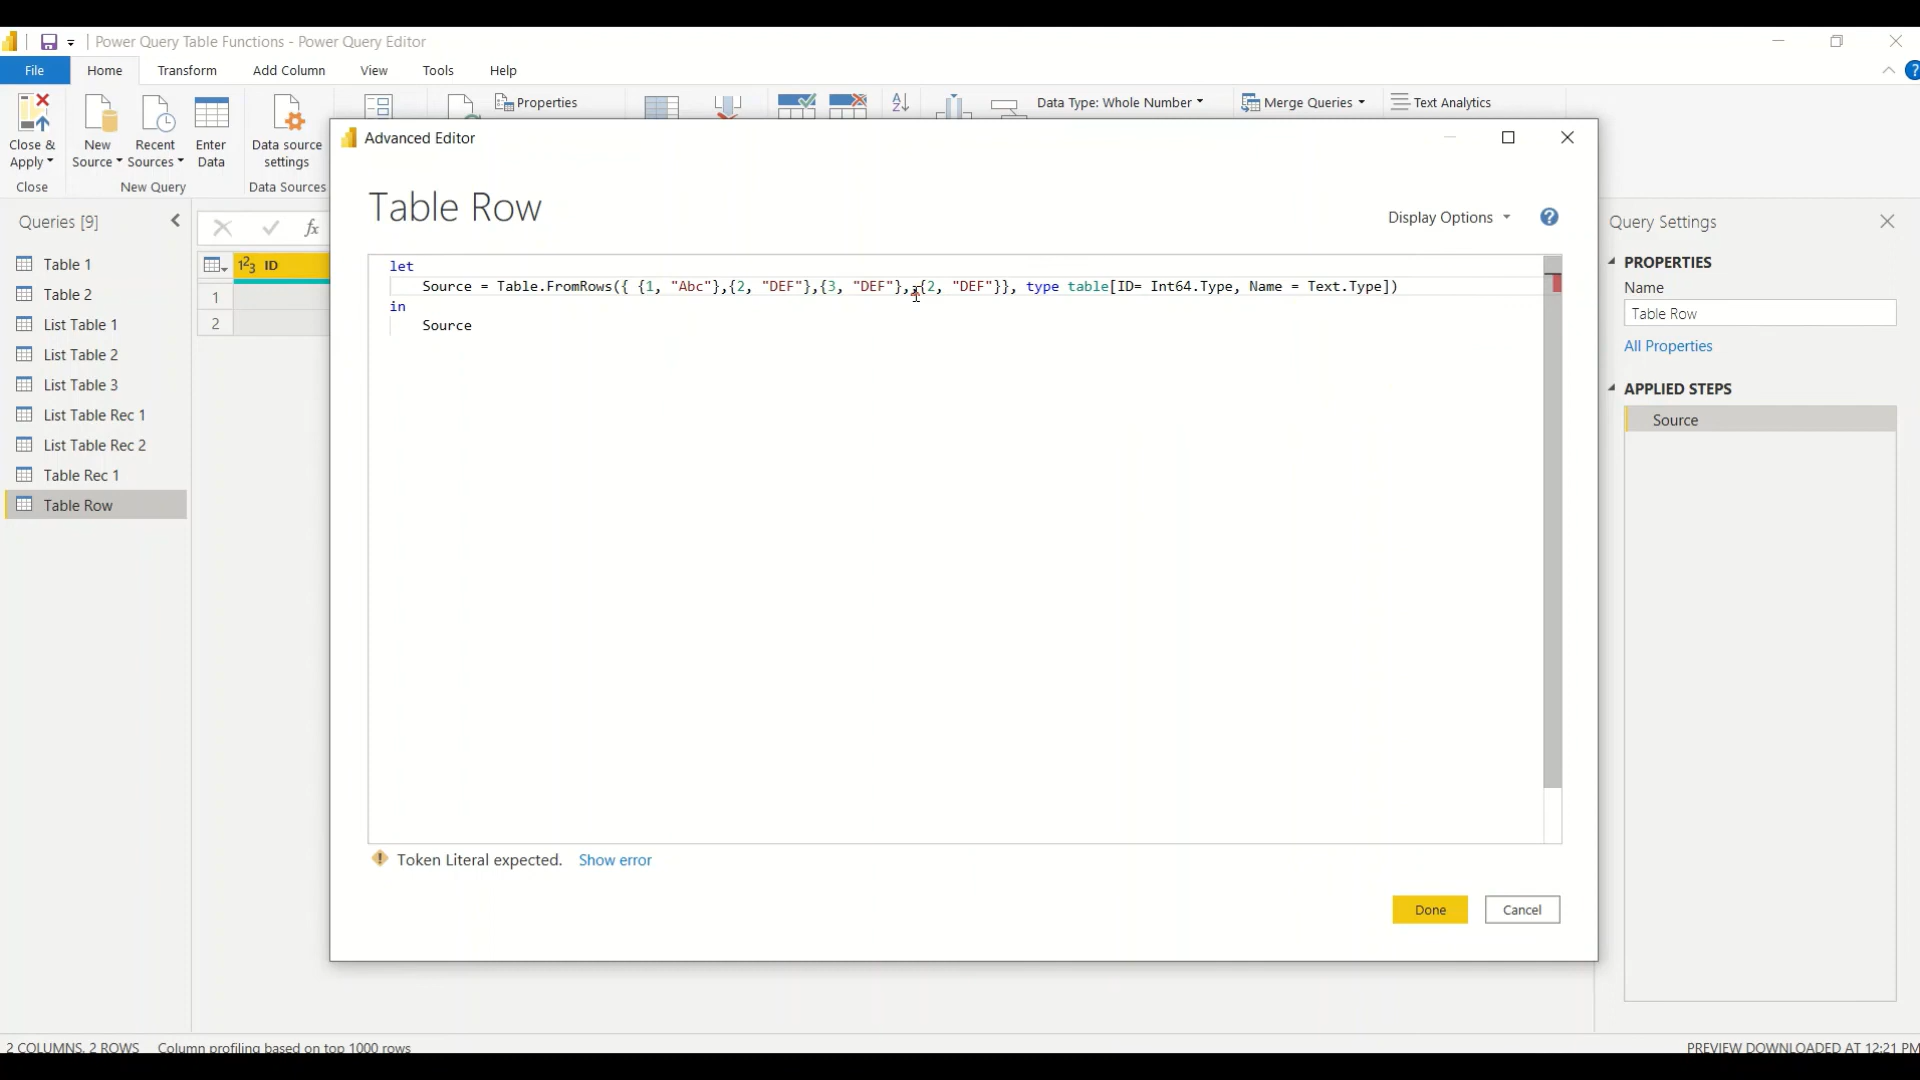 Power Query Table Functions - Power Query Editor
File Home Transform Add Column View Tools Help
Close & Apply
New Source
Recent Sources
Enter Data
Data source settings
Properties
Data Type: Whole Number
Merge Queries
Text Analytics
Close
New Query
Data Sources
Advanced Editor
Queries [9]
Table 1
Table 2
List Table 1
List Table 2
List Table 3
List Table Rec 1
List Table Rec 2
Table Rec 1
Table Row
fx
123 ID
1
2
Table Row
Display Options
let
Source = Table.FromRows({ {1, "Abc"},{2, "DEF"},{3, "DEF"},,{2, "DEF"}}, type table[ID= Int64.Type, Name = Text.Type])
in
Source
Token Literal expected. Show error
Done Cancel
Query Settings
PROPERTIES
Name
Table Row
All Properties
APPLIED STEPS
Source
2 COLUMNS, 2 ROWS Column profiling based on top 1000 rows
PREVIEW DOWNLOADED AT 12:21 PM